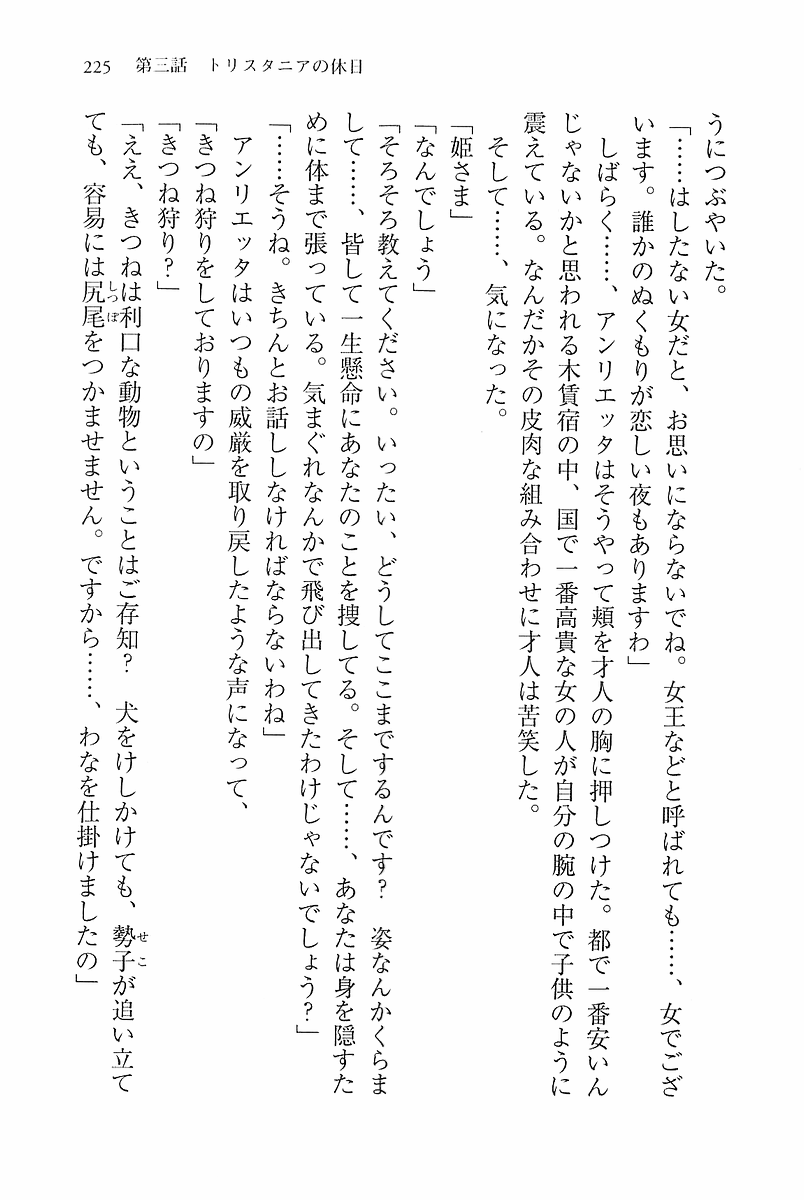 225　第三話　トリスタニアの休日
うにつぶやいた。
「……はしたない女だと、お思いにならないでね。女王などと呼ばれても……、女でござ
います。誰かのぬくもりが恋しい夜もありますわ」
　しばらく……、アンリエッタはそうやって頬を才人の胸に押しつけた。都で一番安いん
じゃないかと思われる木賃宿の中、国で一番高貴な女の人が自分の腕の中で子供のように
震えている。なんだかその皮肉な組み合わせに才人は苦笑した。
　そして……、気になった。
「姫さま」
「なんでしょう」
「そろそろ教えてください。いったい、どうしてここまでするんです？　姿なんかくらま
して……、皆して一生懸命にあなたのことを捜してる。そして……、あなたは身を隠すた
めに体まで張っている。気まぐれなんかで飛び出してきたわけじゃないでしょう？」
「……そうね。きちんとお話ししなければならないわね」
　アンリエッタはいつもの威厳を取り戻したような声になって、
「きつね狩りをしておりますの」
「きつね狩り？」
「ええ、きつねは利口な動物ということはご存知？　犬をけしかけても、勢子が追い立て
ても、容易には尻尾をつかませません。ですから……、わなを仕掛けましたの」
せこ
しっぽ